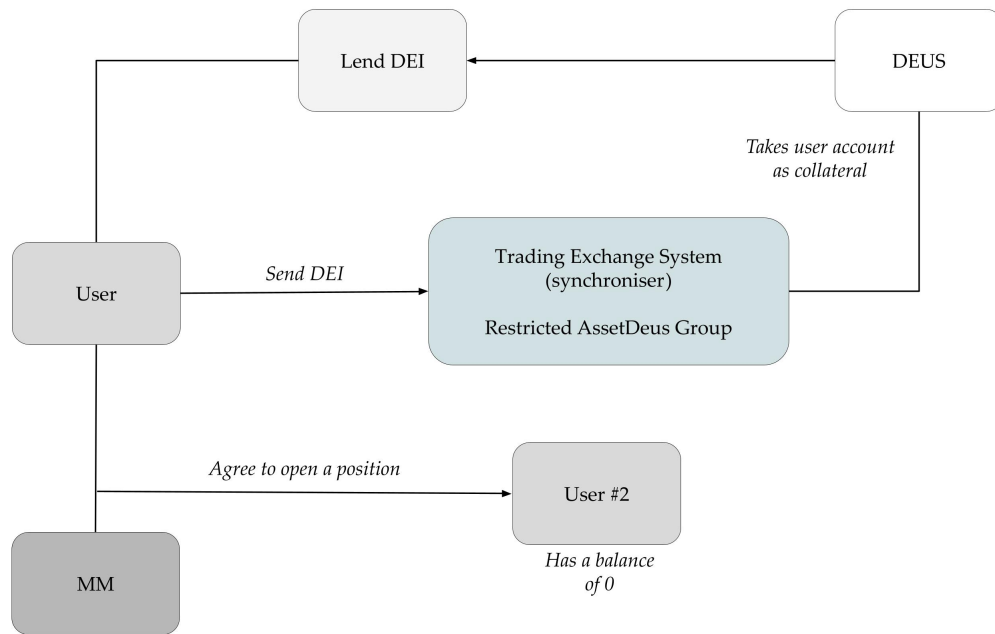 Lend DEI
DEUS
Takes user account
as collateral
Trading Exchange System
(synchroniser)
Restricted AssetDeus Group
User
Send DEI
Agree to open a position
User #2
Has a balance
of 0
MM